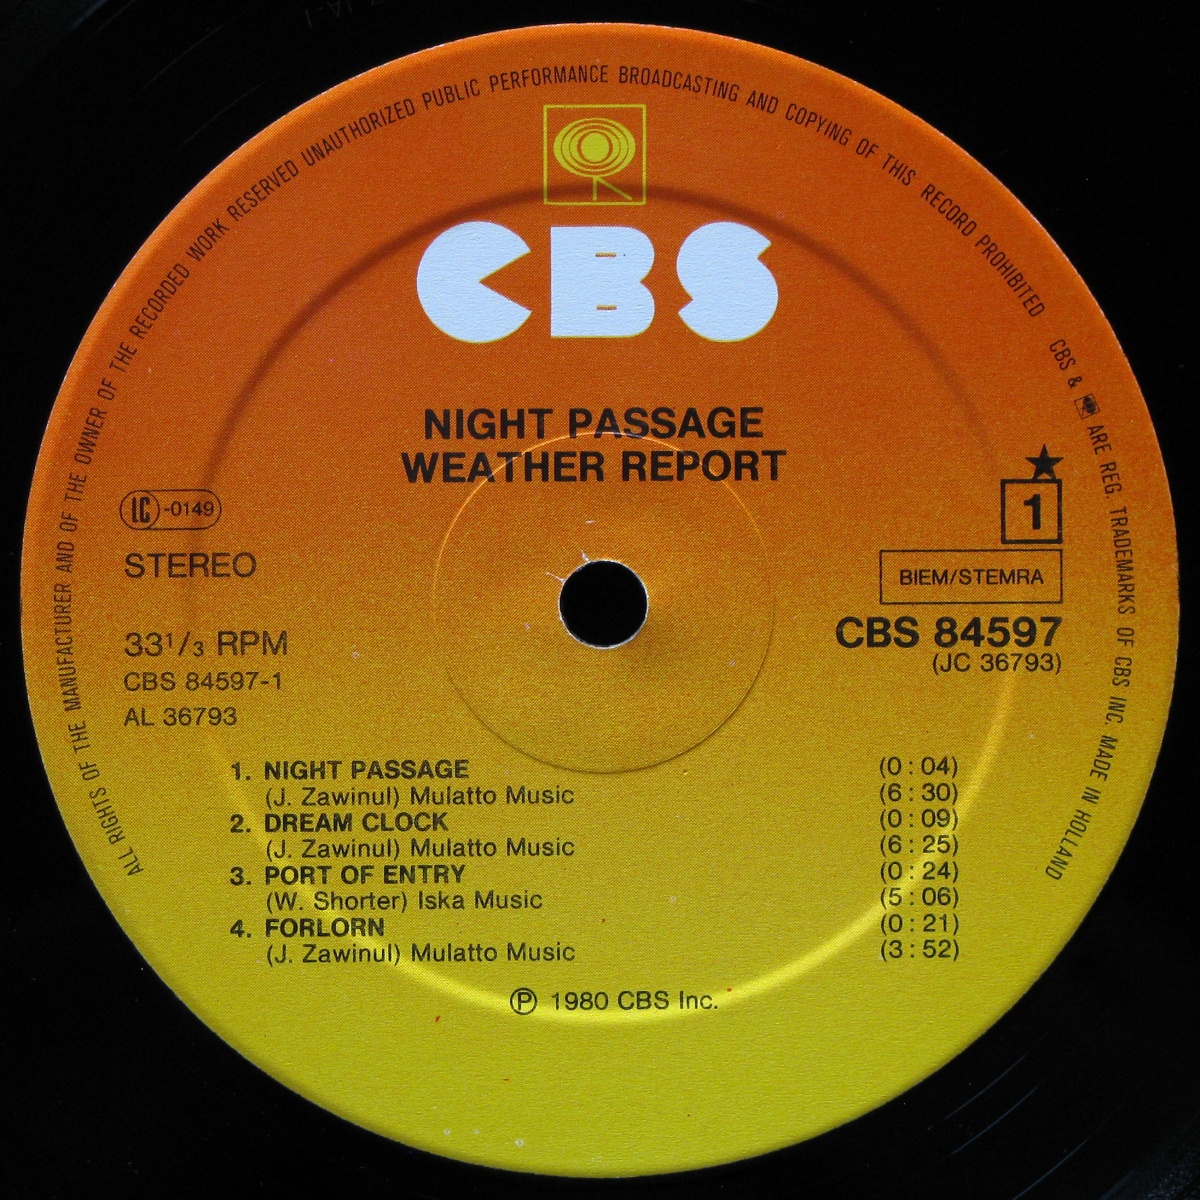 ALL RIGHTS OF THE MANUFACTURER AND OF THE OWNER OF THE RECORDED WORK RESERVED UNAUTHORIZED PUBLIC PERFORMANCE BROADCASTING AND COPYING OF THIS RECORD PROHIBITED
CBS & ARE REG. TRADEMARKS OF CBS INC. MADE IN HOLLAND
CBS
NIGHT PASSAGE
WEATHER REPORT
LC -0149
1
STEREO
BIEM/STEMRA
33 1/3 RPM
CBS 84597
(JC 36793)
CBS 84597-1
AL 36793
1. NIGHT PASSAGE (0 : 04)
(J. Zawinul) Mulatto Music (6 : 30)
2. DREAM CLOCK (0 : 09)
(J. Zawinul) Mulatto Music (6 : 25)
3. PORT OF ENTRY (0 : 24)
(W. Shorter) Iska Music (5 : 06)
4. FORLORN (0 : 21)
(J. Zawinul) Mulatto Music (3 : 52)
Ⓟ 1980 CBS Inc.